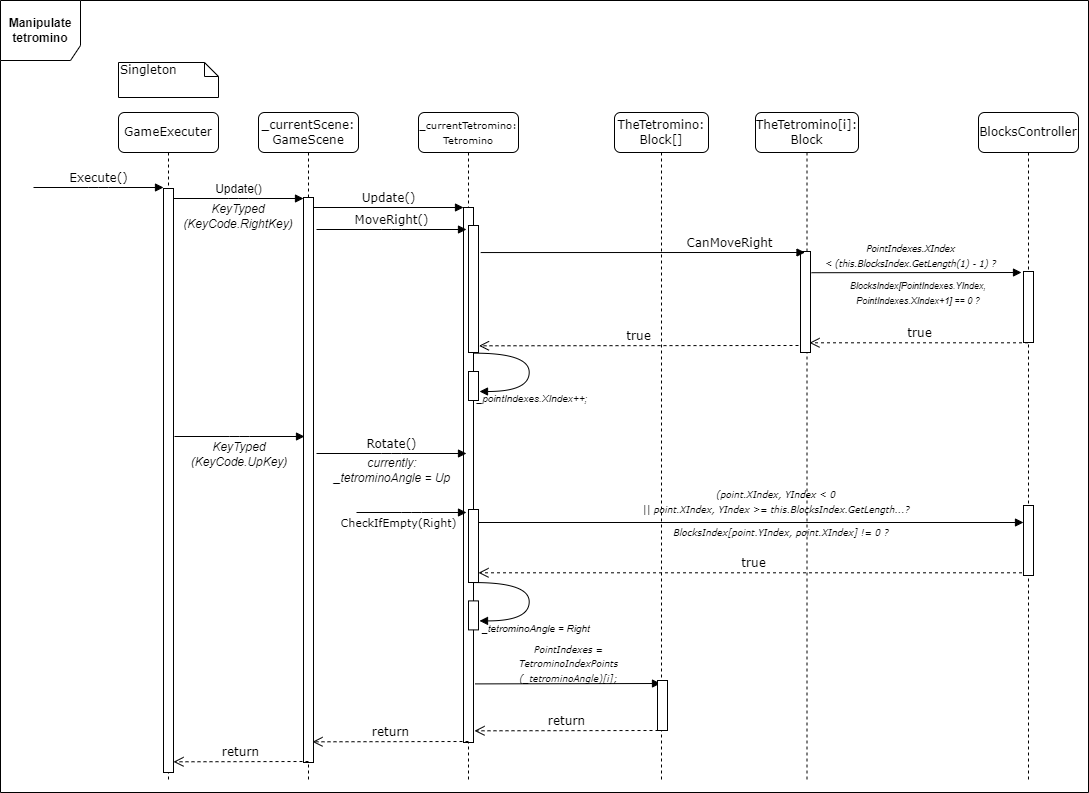 Manipulate
tetromino
Singleton
GameExecuter
_currentScene:
GameScene
_currentTetromino:
Tetromino
TheTetromino:
Block[]
TheTetromino[i]:
Block
BlocksController
Execute()
Update()
KeyTyped
(KeyCode.RightKey)
Update()
MoveRight()
CanMoveRight
PointIndexes.XIndex
< (this.BlocksIndex.GetLength(1) - 1) ?
BlocksIndex[PointIndexes.YIndex,
PointIndexes.XIndex+1] == 0 ?
true
true
_pointIndexes.XIndex++;
KeyTyped
(KeyCode.UpKey)
Rotate()
currently:
_tetrominoAngle = Up
CheckIfEmpty(Right)
(point.XIndex, YIndex < 0
|| point.XIndex, YIndex >= this.BlocksIndex.GetLength...?
BlocksIndex[point.YIndex, point.XIndex] != 0 ?
true
_tetrominoAngle = Right
PointIndexes =
TetrominoIndexPoints
(_tetrominoAngle)[i];
return
return
return